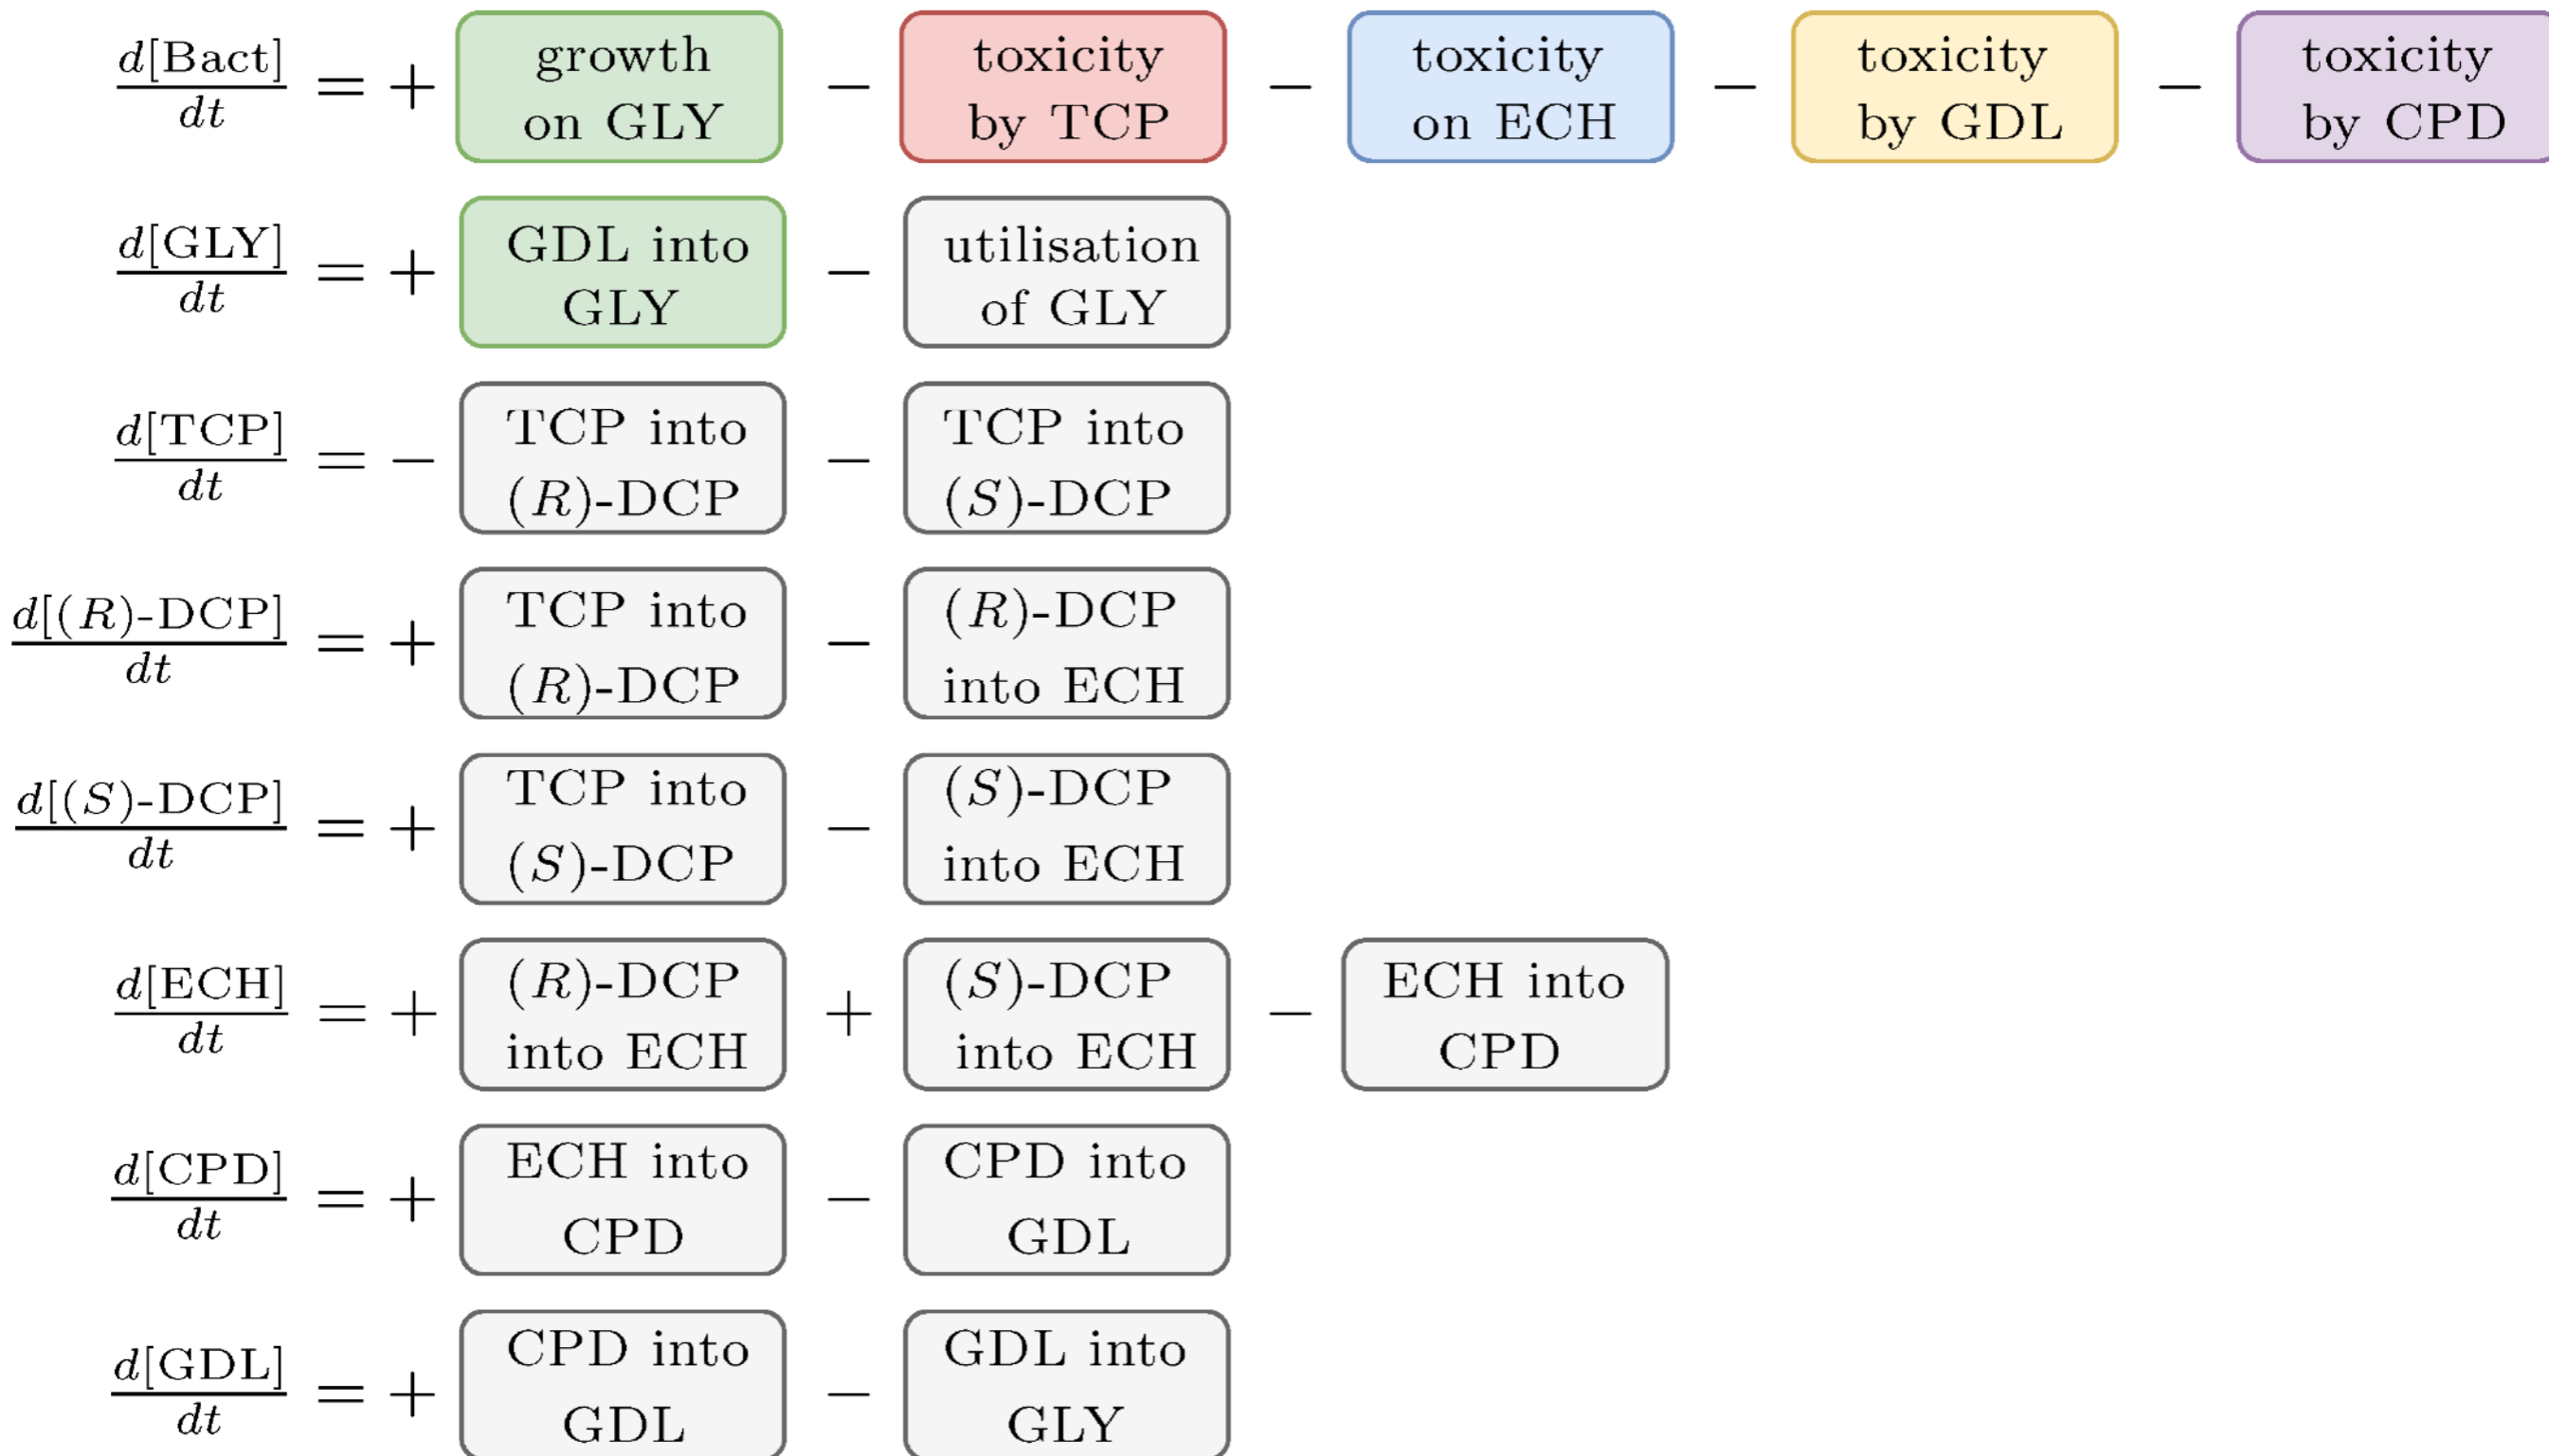 d[Bact]/dt = + growth on GLY − toxicity by TCP − toxicity on ECH − toxicity by GDL − toxicity by CPD
d[GLY]/dt = + GDL into GLY − utilisation of GLY
d[TCP]/dt = − TCP into (R)-DCP − TCP into (S)-DCP
d[(R)-DCP]/dt = + TCP into (R)-DCP − (R)-DCP into ECH
d[(S)-DCP]/dt = + TCP into (S)-DCP − (S)-DCP into ECH
d[ECH]/dt = + (R)-DCP into ECH + (S)-DCP into ECH − ECH into CPD
d[CPD]/dt = + ECH into CPD − CPD into GDL
d[GDL]/dt = + CPD into GDL − GDL into GLY